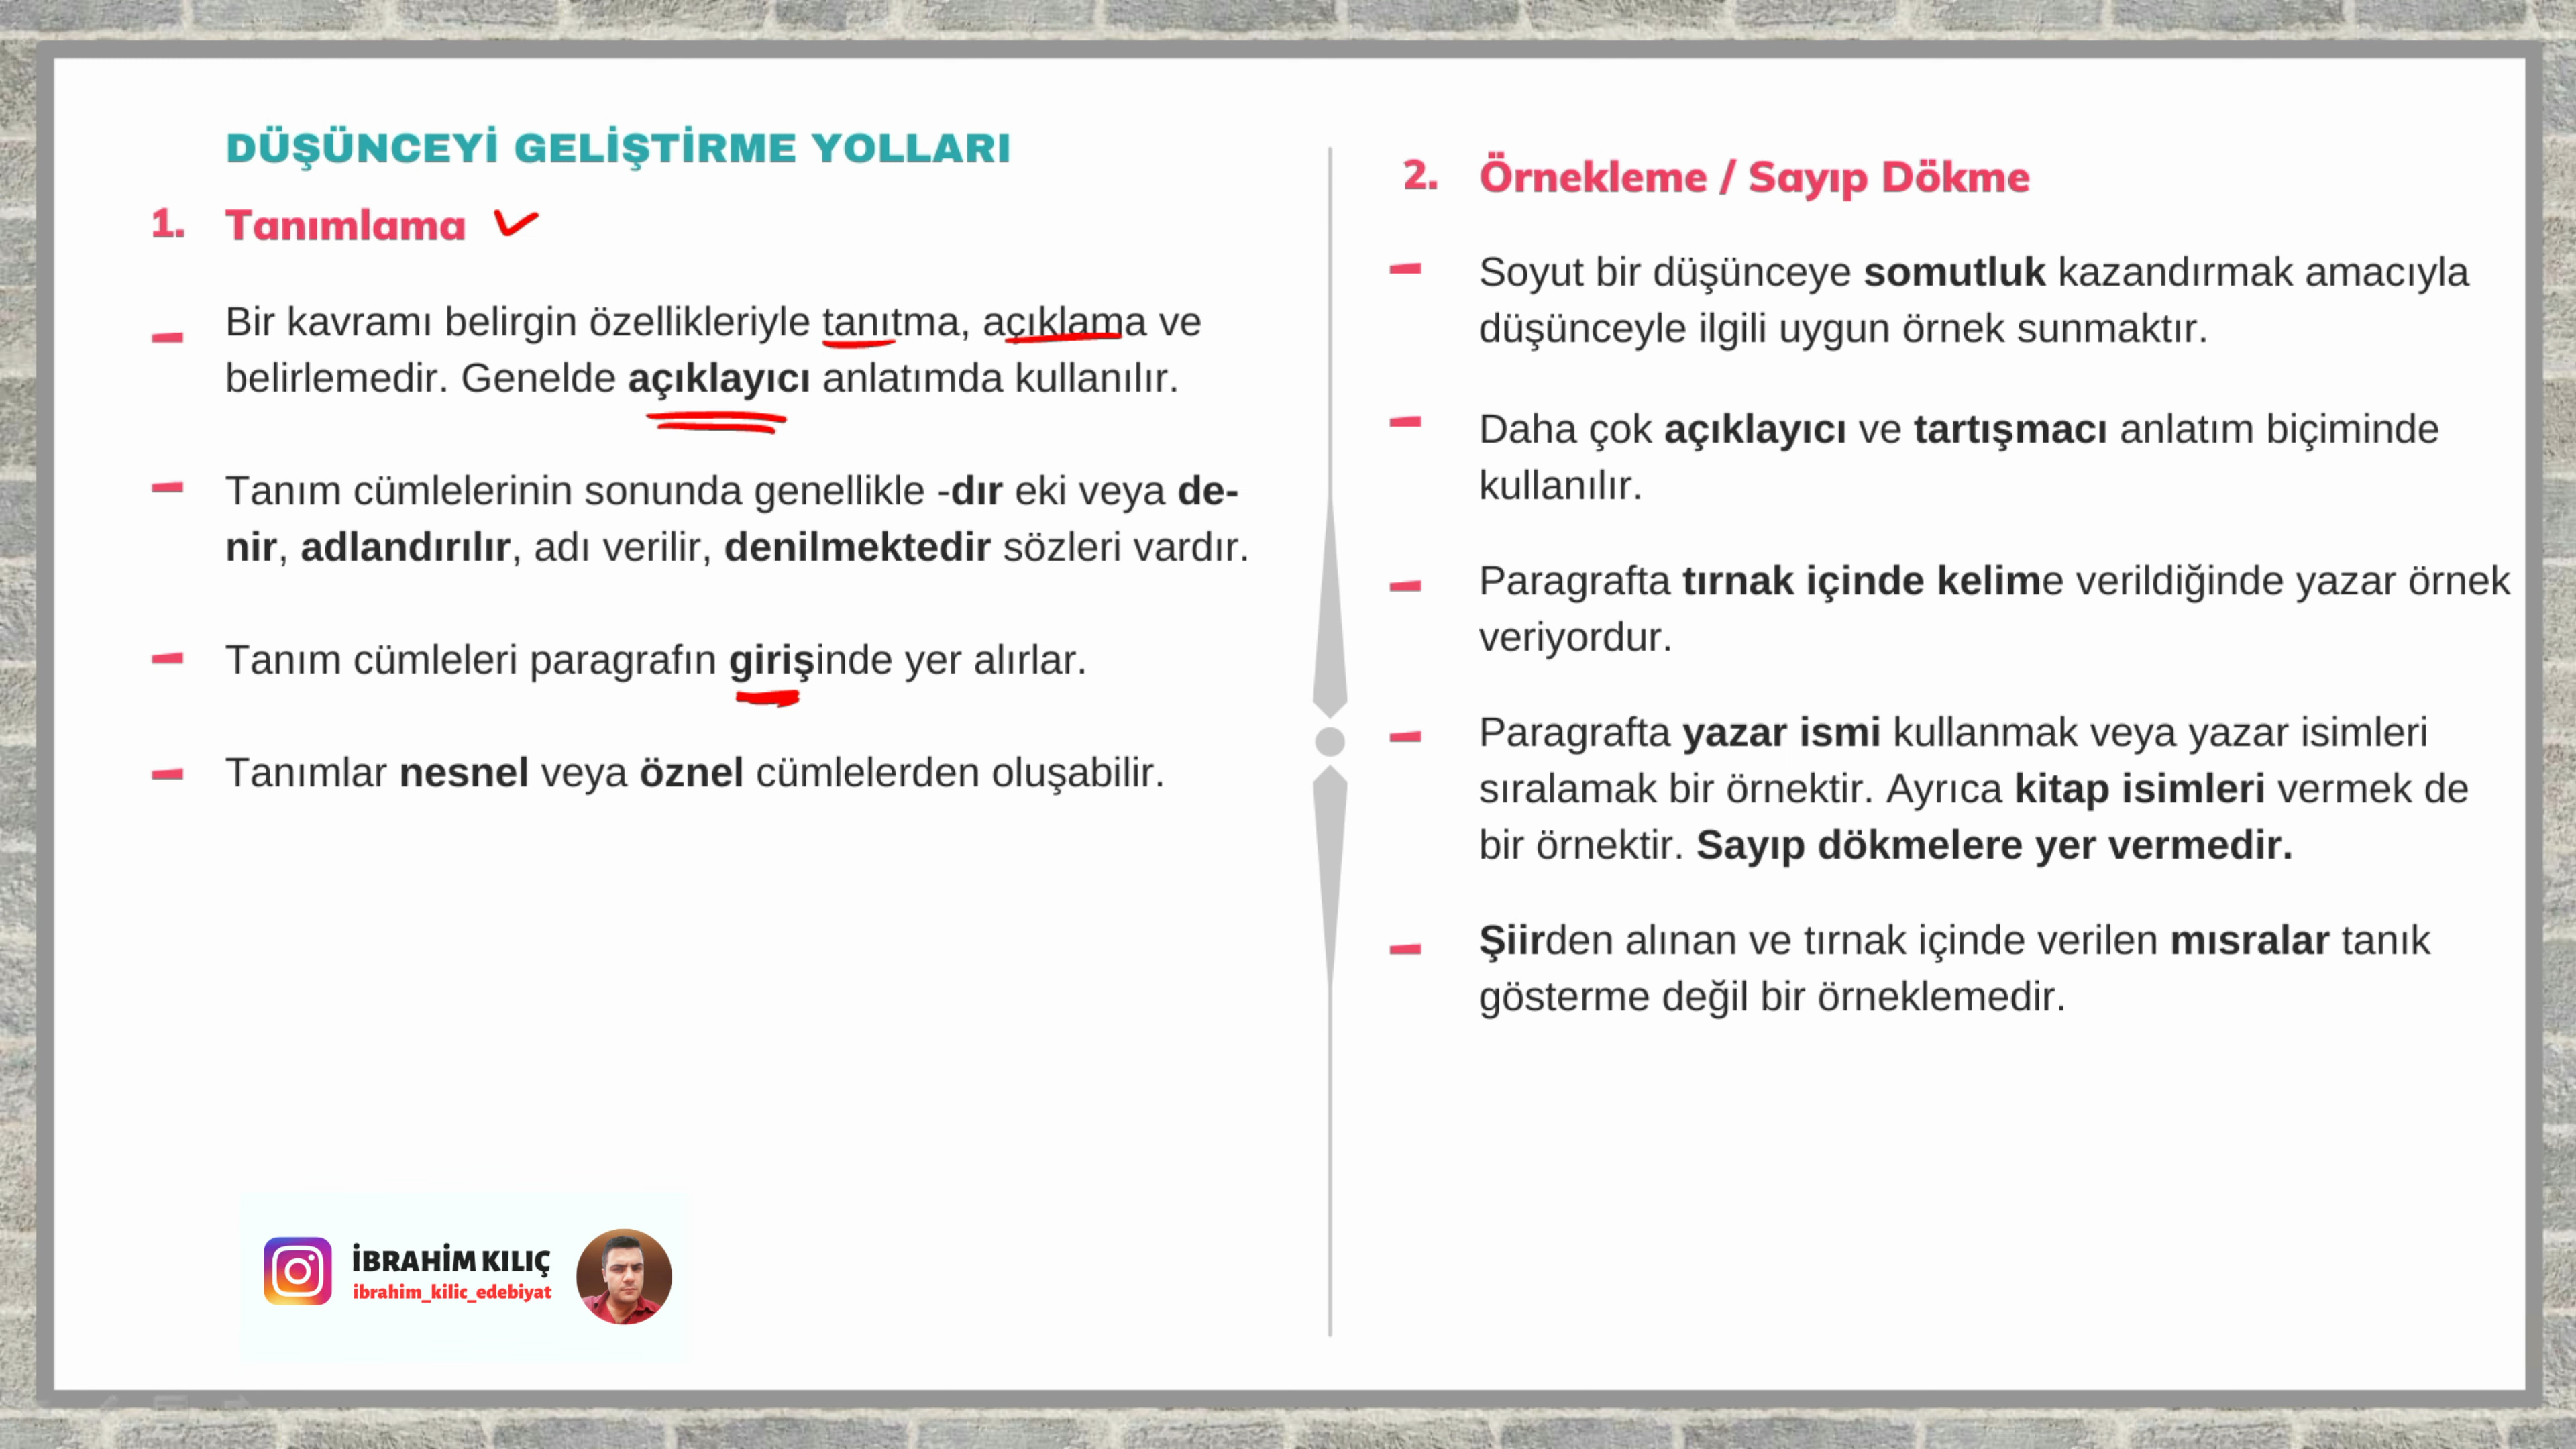 DÜŞÜNCEYİ GELİŞTİRME YOLLARI
1. Tanımlama
Bir kavramı belirgin özellikleriyle tanıtma, açıklama ve
belirlemedir. Genelde açıklayıcı anlatımda kullanılır.
Tanım cümlelerinin sonunda genellikle -dır eki veya de-
nir, adlandırılır, adı verilir, denilmektedir sözleri vardır.
Tanım cümleleri paragrafın girişinde yer alırlar.
Tanımlar nesnel veya öznel cümlelerden oluşabilir.
İBRAHİM KILIÇ
ibrahim_kilic_edebiyat
2. Örnekleme / Sayıp Dökme
Soyut bir düşünceye somutluk kazandırmak amacıyla
düşünceyle ilgili uygun örnek sunmaktır.
Daha çok açıklayıcı ve tartışmacı anlatım biçiminde
kullanılır.
Paragrafta tırnak içinde kelime verildiğinde yazar örnek
veriyordur.
Paragrafta yazar ismi kullanmak veya yazar isimleri
sıralamak bir örnektir. Ayrıca kitap isimleri vermek de
bir örnektir. Sayıp dökmelere yer vermedir.
Şiirden alınan ve tırnak içinde verilen mısralar tanık
gösterme değil bir örneklemedir.